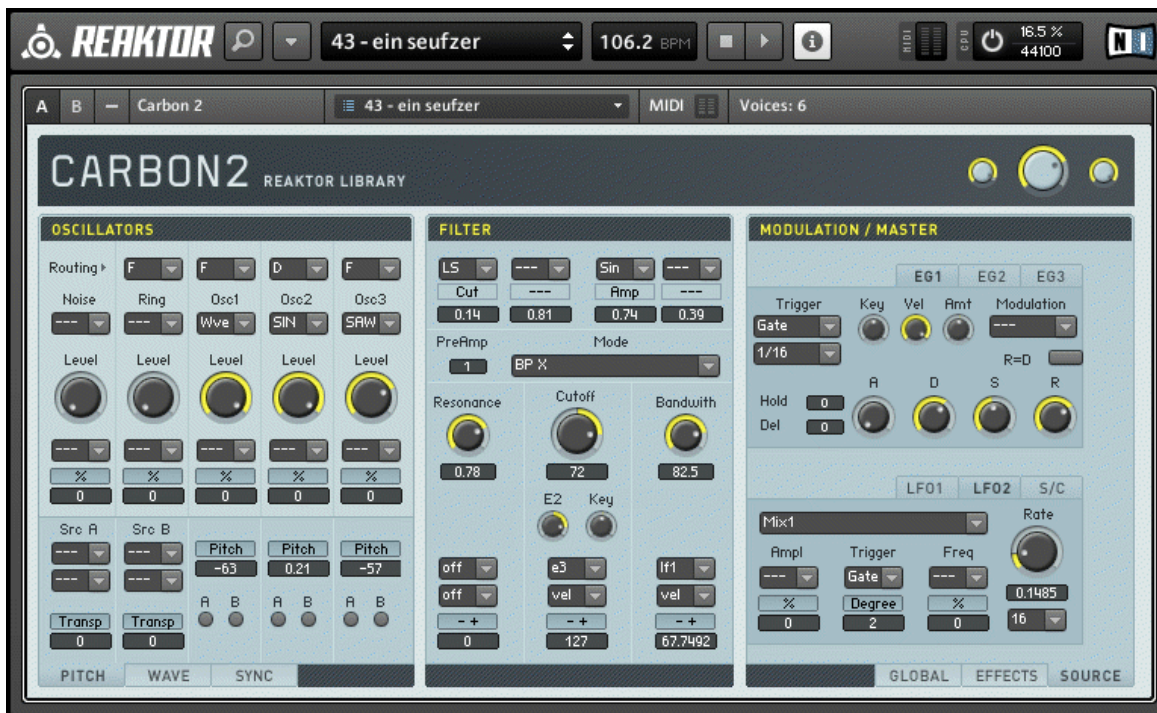 REAKTOR 43 - ein seufzer 106.2 BPM i MIDI CPU 16.5 % 44100 N I
A B – Carbon 2 43 - ein seufzer MIDI Voices: 6
CARBON2 REAKTOR LIBRARY
OSCILLATORS
Routing F F D F
Noise Ring Osc1 Osc2 Osc3
--- --- Wve SIN SAW
Level Level Level Level Level
--- --- --- --- ---
% % % % %
0 0 0 0 0
Src A Src B
--- --- Pitch Pitch Pitch
--- --- -63 0.21 -57
A B A B A B
Transp Transp
0 0
PITCH WAVE SYNC
FILTER
LS --- Sin ---
Cut --- Amp ---
0.14 0.81 0.74 0.39
PreAmp Mode
1 BP X
Resonance Cutoff Bandwith
0.78 72 82.5
E2 Key
off e3 lf1
off vel vel
- + - + - +
0 127 67.7492
MODULATION / MASTER
EG1 EG2 EG3
Trigger Key Vel Amt Modulation
Gate ---
1/16 R=D
A D S R
Hold 0
Del 0
LFO1 LFO2 S/C
Mix1 Rate
Ampl Trigger Freq
--- Gate --- 0.1485
% Degree % 16
0 2 0
GLOBAL EFFECTS SOURCE